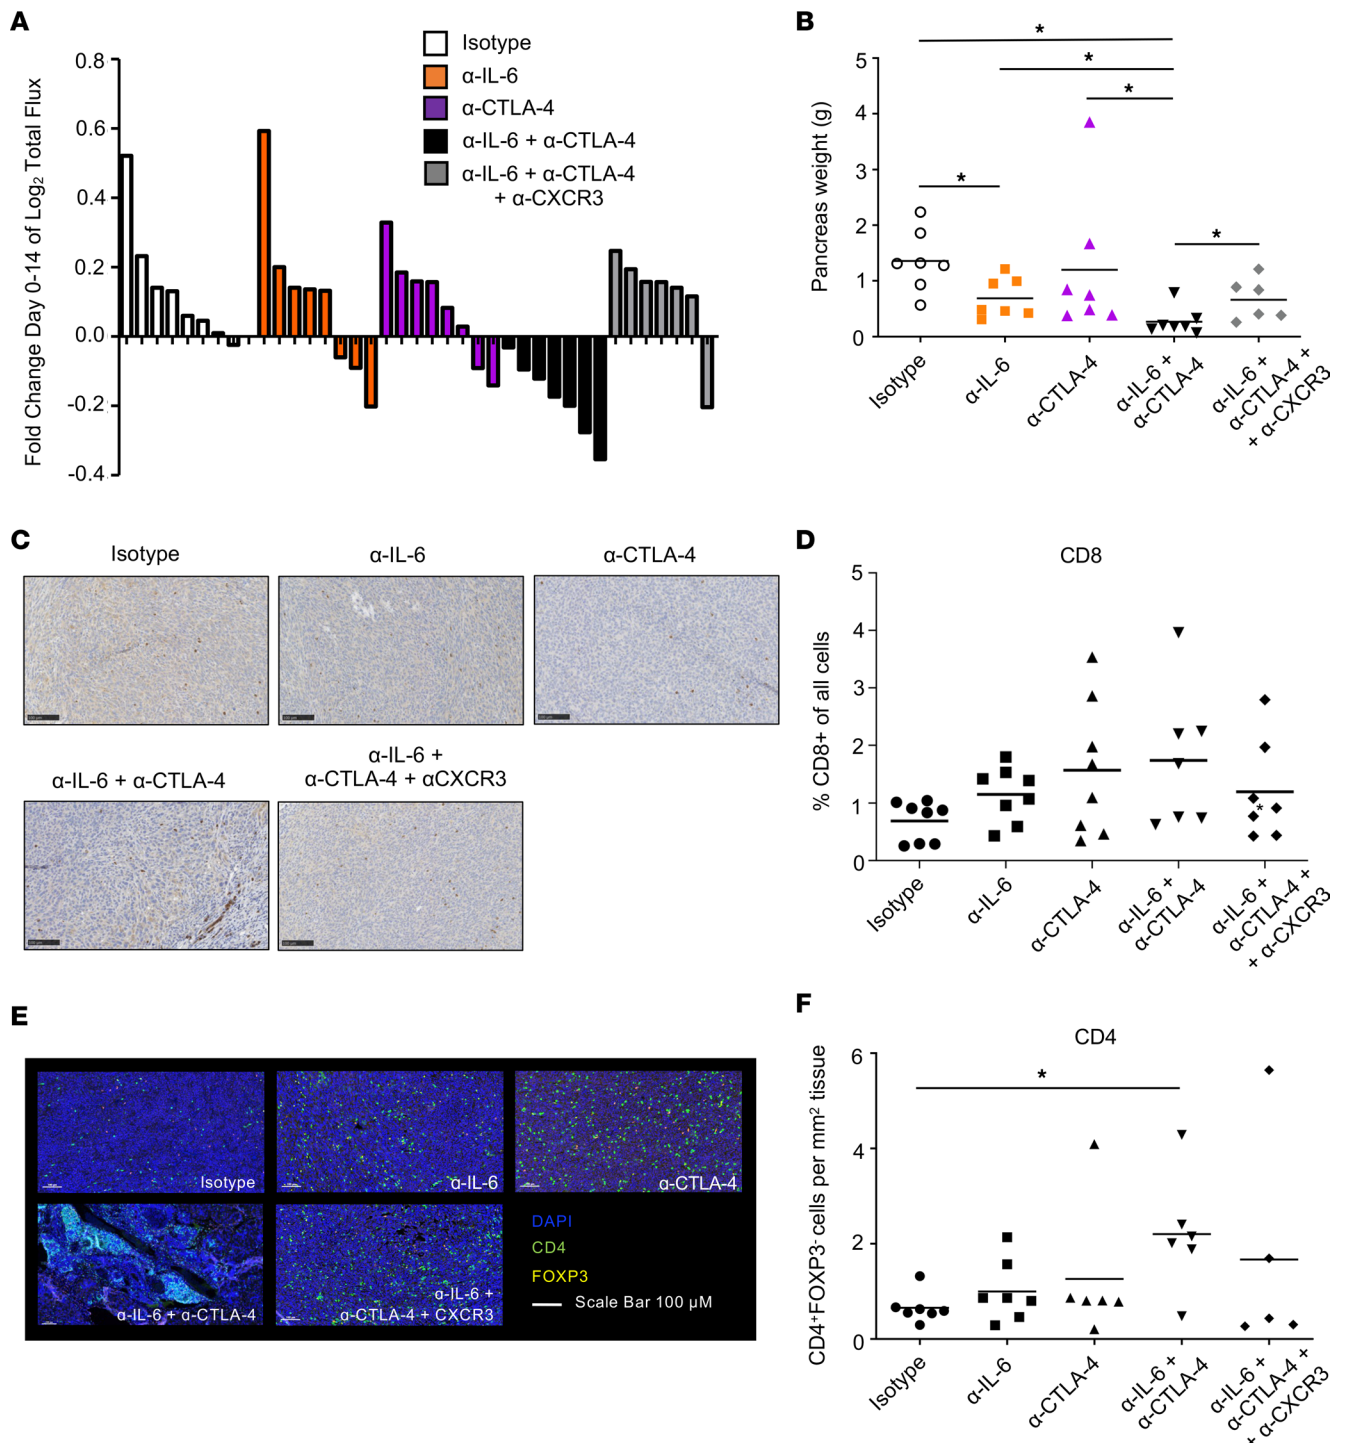 A
Fold Change Day 0-14 of Log2 Total Flux
0.8
0.6
0.4
0.2
0.0
-0.2
-0.4
Isotype
α-IL-6
α-CTLA-4
α-IL-6 + α-CTLA-4
α-IL-6 + α-CTLA-4
+ α-CXCR3
B
Pancreas weight (g)
5
4
3
2
1
0
*
*
*
*
*
Isotype
α-IL-6
α-CTLA-4
α-IL-6 +
α-CTLA-4
α-IL-6 +
α-CTLA-4 +
+ α-CXCR3
C
Isotype
α-IL-6
α-CTLA-4
α-IL-6 + α-CTLA-4
α-IL-6 +
α-CTLA-4 + αCXCR3
D
CD8
% CD8+ of all cells
5
4
3
2
1
0
*
Isotype
α-IL-6
α-CTLA-4
α-IL-6 +
α-CTLA-4
α-IL-6 +
α-CTLA-4 +
+ α-CXCR3
E
Isotype
α-IL-6
α-CTLA-4
α-IL-6 + α-CTLA-4
α-IL-6 +
α-CTLA-4 + CXCR3
DAPI
CD4
FOXP3
Scale Bar 100 µM
F
CD4
CD4+FOXP3- cells per mm2 tissue
6
4
2
0
*
Isotype
α-IL-6
α-CTLA-4
α-IL-6 +
α-CTLA-4
α-IL-6 +
α-CTLA-4 +
+ α-CXCR3